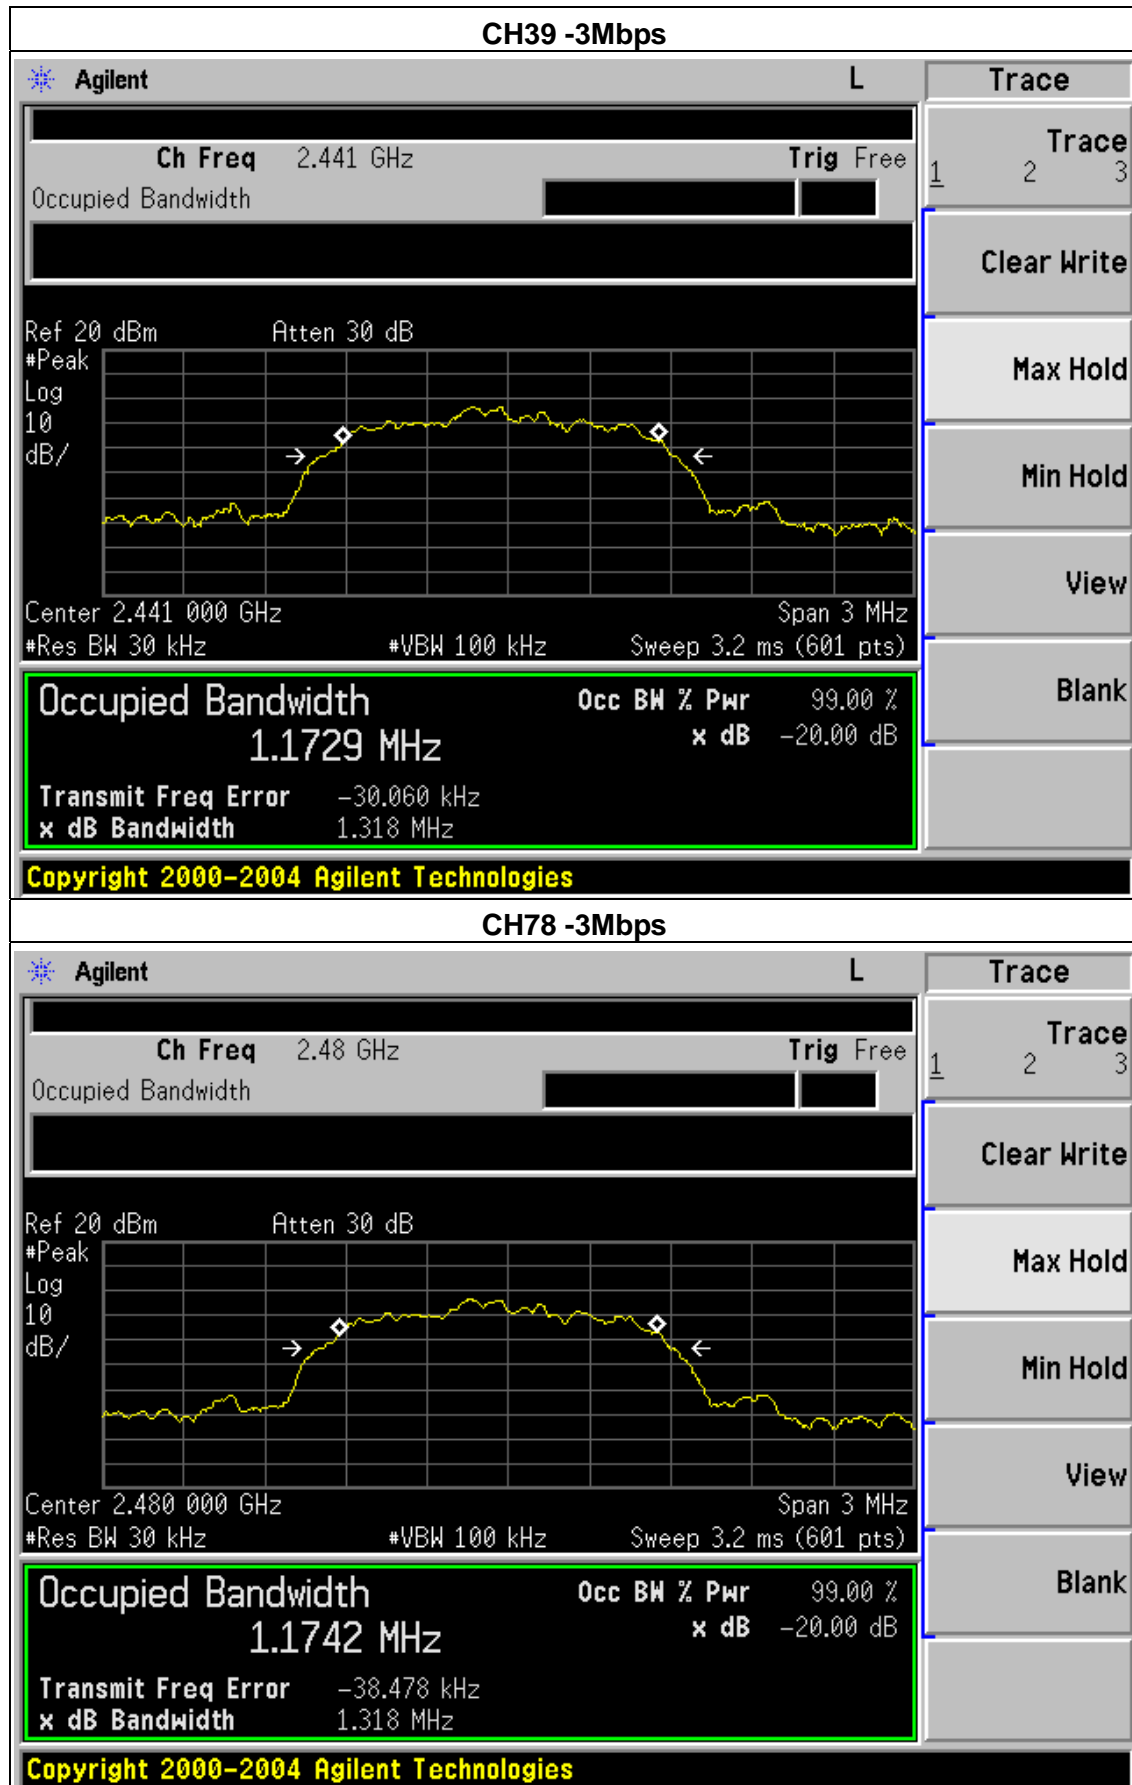 CH39 -3Mbps
Agilent L Trace
Ch Freq 2.441 GHz Trig Free
Occupied Bandwidth
Trace
1 2 3
Clear Write
Max Hold
Min Hold
View
Blank
Ref 20 dBm Atten 30 dB
#Peak
Log
10
dB/
Center 2.441 000 GHz Span 3 MHz
#Res BW 30 kHz #VBW 100 kHz Sweep 3.2 ms (601 pts)
Occupied Bandwidth Occ BW % Pwr 99.00 %
1.1729 MHz x dB -20.00 dB
Transmit Freq Error -30.060 kHz
x dB Bandwidth 1.318 MHz
Copyright 2000-2004 Agilent Technologies
CH78 -3Mbps
Agilent L Trace
Ch Freq 2.48 GHz Trig Free
Occupied Bandwidth
Trace
1 2 3
Clear Write
Max Hold
Min Hold
View
Blank
Ref 20 dBm Atten 30 dB
#Peak
Log
10
dB/
Center 2.480 000 GHz Span 3 MHz
#Res BW 30 kHz #VBW 100 kHz Sweep 3.2 ms (601 pts)
Occupied Bandwidth Occ BW % Pwr 99.00 %
1.1742 MHz x dB -20.00 dB
Transmit Freq Error -38.478 kHz
x dB Bandwidth 1.318 MHz
Copyright 2000-2004 Agilent Technologies